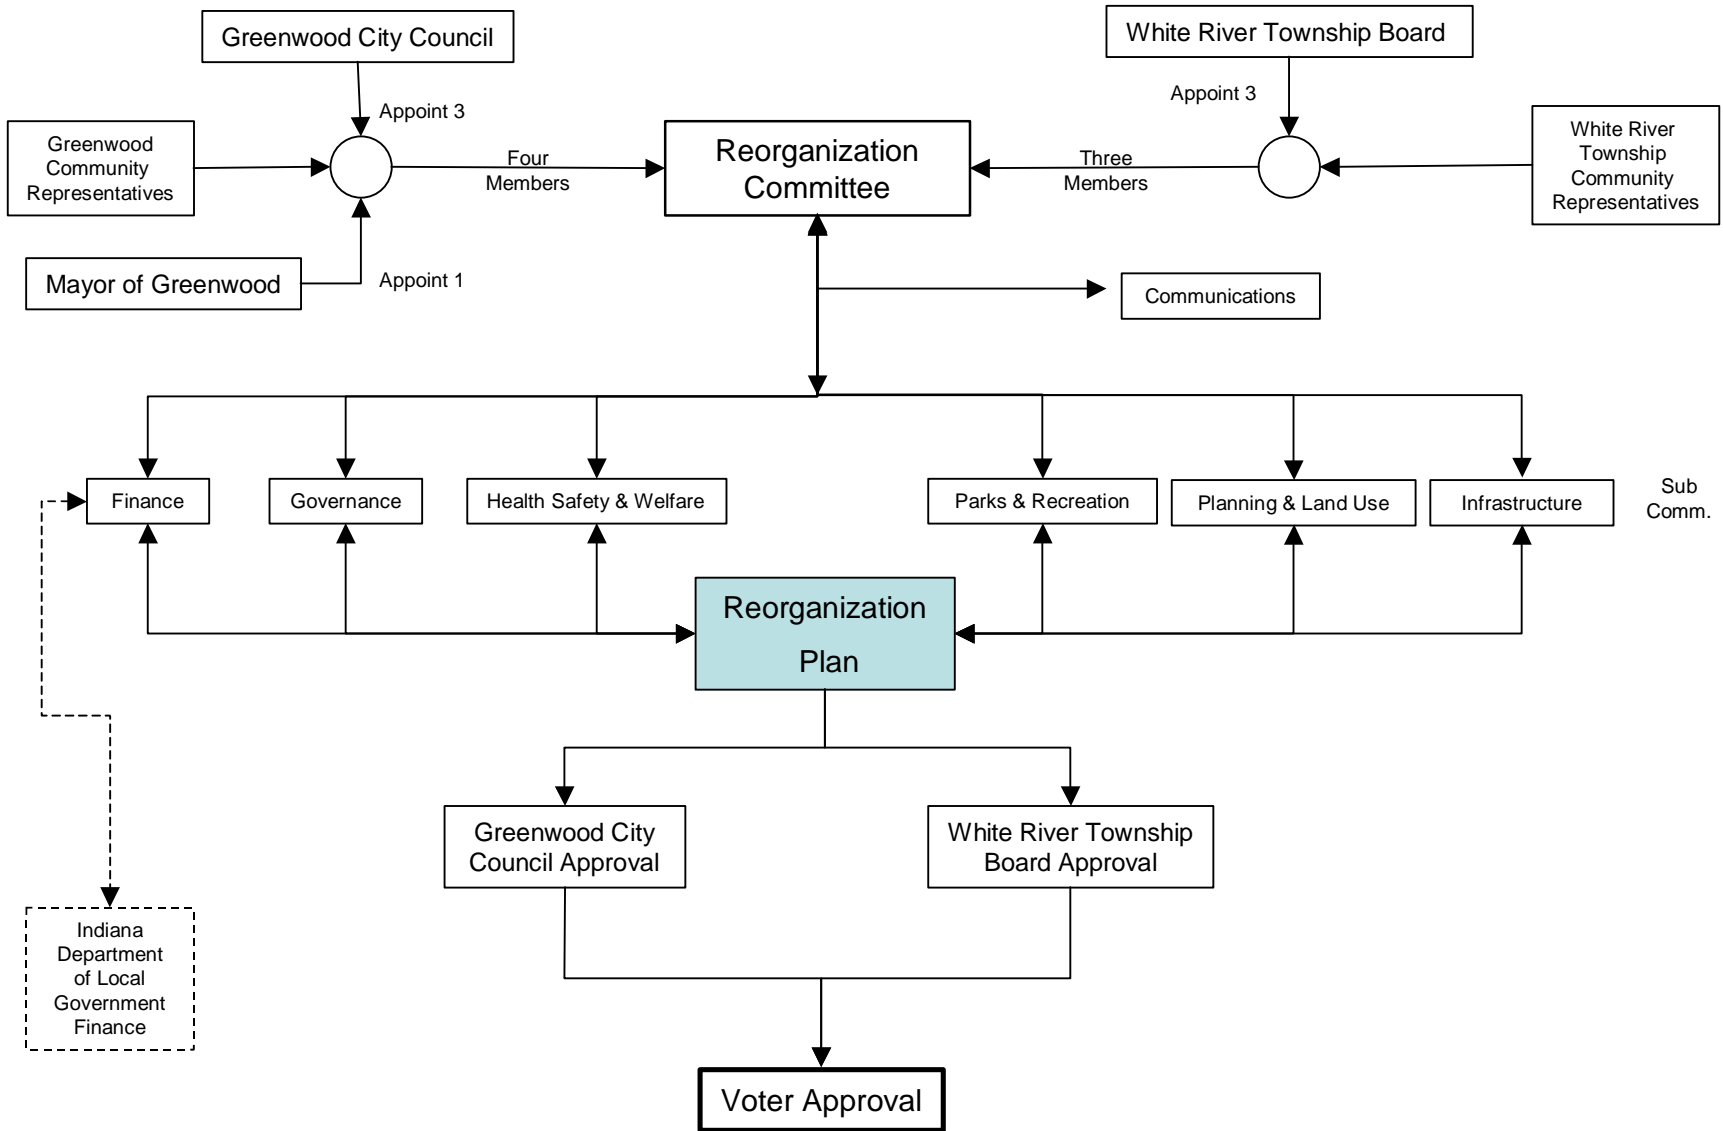 Greenwood City Council
White River Township Board
Appoint 3
Appoint 3
Greenwood
Community
Representatives
Four
Members
Reorganization
Committee
Three
Members
White River
Township
Community
Representatives
Mayor of Greenwood
Appoint 1
Communications
Finance
Governance
Health Safety & Welfare
Parks & Recreation
Planning & Land Use
Infrastructure
Sub
Comm.
Reorganization
Plan
Greenwood City
Council Approval
White River Township
Board Approval
Indiana
Department
of Local
Government
Finance
Voter Approval